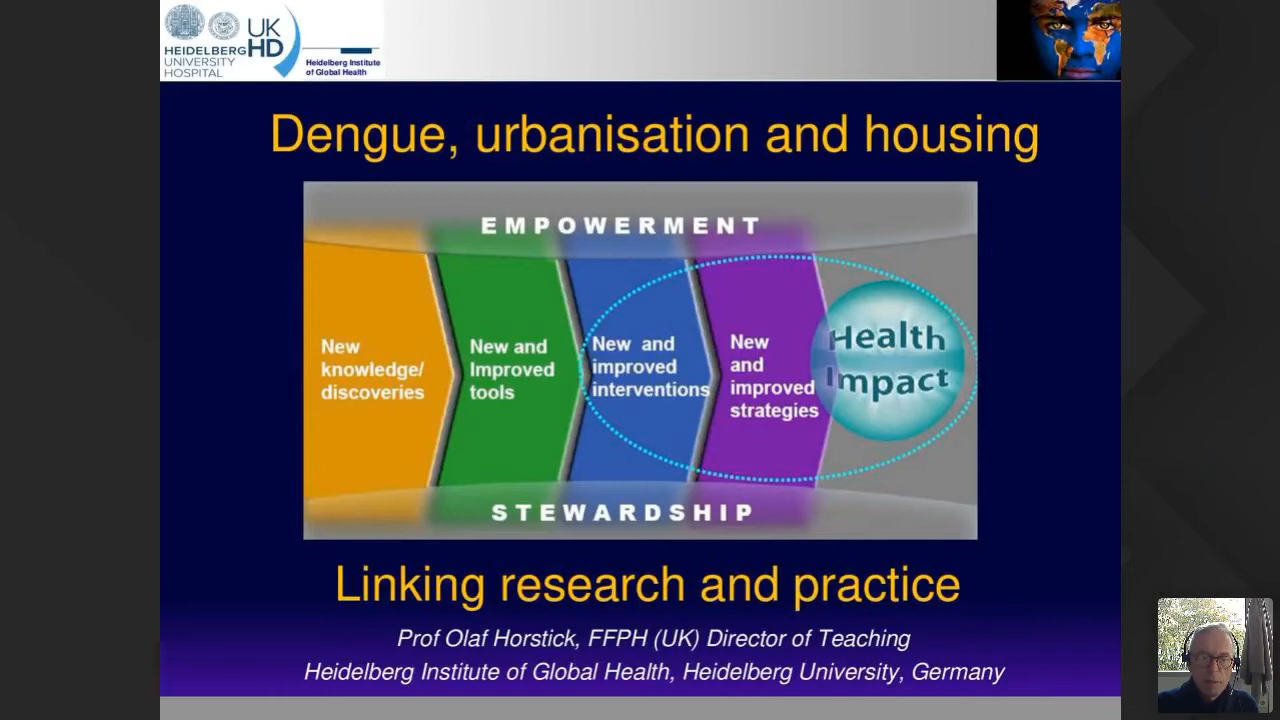 HEIDELBERG
UNIVERSITY
HOSPITAL
UK
HD
Heidelberg Institute
of Global Health
Dengue, urbanisation and housing
EMPOWERMENT
New
knowledge/
discoveries
New and
Improved
tools
New and
improved
interventions
New
and
improved
strategies
Health
Impact
STEWARDSHIP
Linking research and practice
Prof Olaf Horstick, FFPH (UK) Director of Teaching
Heidelberg Institute of Global Health, Heidelberg University, Germany